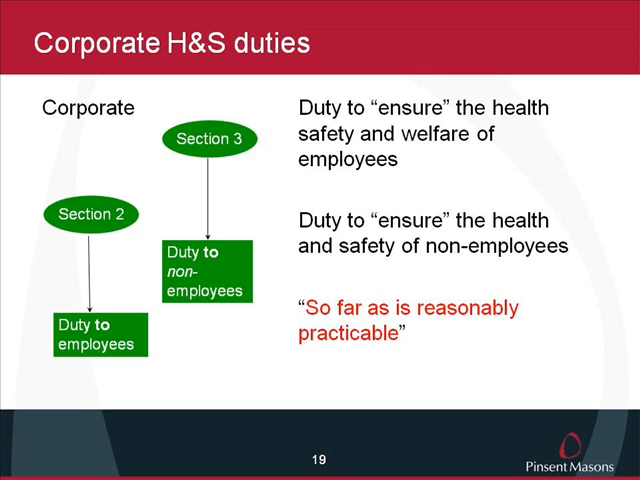 Corporate H&S duties
Corporate
Section 3
Section 2
Duty to
non-
employees
Duty to
employees
Duty to “ensure” the health
safety and welfare of
employees
Duty to “ensure” the health
and safety of non-employees
“So far as is reasonably
practicable”
19
Pinsent Masons